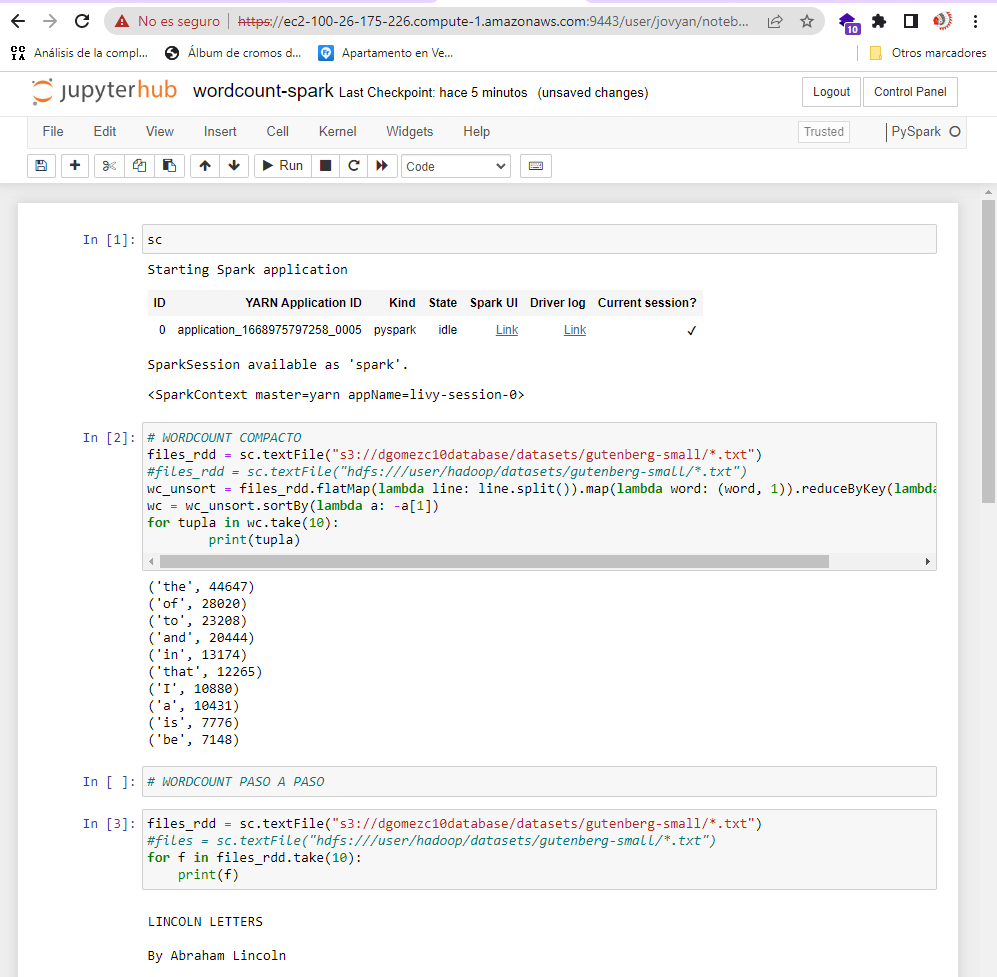 No es seguro | https://ec2-100-26-175-226.compute-1.amazonaws.com:9443/user/jovyan/noteb...
10
Análisis de la compl... Álbum de cromos d... Apartamento en Ve... Otros marcadores
jupyterhub wordcount-spark Last Checkpoint: hace 5 minutos (unsaved changes) Logout Control Panel
File Edit View Insert Cell Kernel Widgets Help Trusted PySpark
Run Code
In [1]: sc
Starting Spark application
ID YARN Application ID Kind State Spark UI Driver log Current session?
0 application_1668975797258_0005 pyspark idle Link Link ✓
SparkSession available as 'spark'.
<SparkContext master=yarn appName=livy-session-0>
In [2]: # WORDCOUNT COMPACTO
files_rdd = sc.textFile("s3://dgomezc10database/datasets/gutenberg-small/*.txt")
#files_rdd = sc.textFile("hdfs:///user/hadoop/datasets/gutenberg-small/*.txt")
wc_unsort = files_rdd.flatMap(lambda line: line.split()).map(lambda word: (word, 1)).reduceByKey(lambda
wc = wc_unsort.sortBy(lambda a: -a[1])
for tupla in wc.take(10):
print(tupla)
('the', 44647)
('of', 28020)
('to', 23208)
('and', 20444)
('in', 13174)
('that', 12265)
('I', 10880)
('a', 10431)
('is', 7776)
('be', 7148)
In [ ]: # WORDCOUNT PASO A PASO
In [3]: files_rdd = sc.textFile("s3://dgomezc10database/datasets/gutenberg-small/*.txt")
#files = sc.textFile("hdfs:///user/hadoop/datasets/gutenberg-small/*.txt")
for f in files_rdd.take(10):
print(f)
LINCOLN LETTERS
By Abraham Lincoln